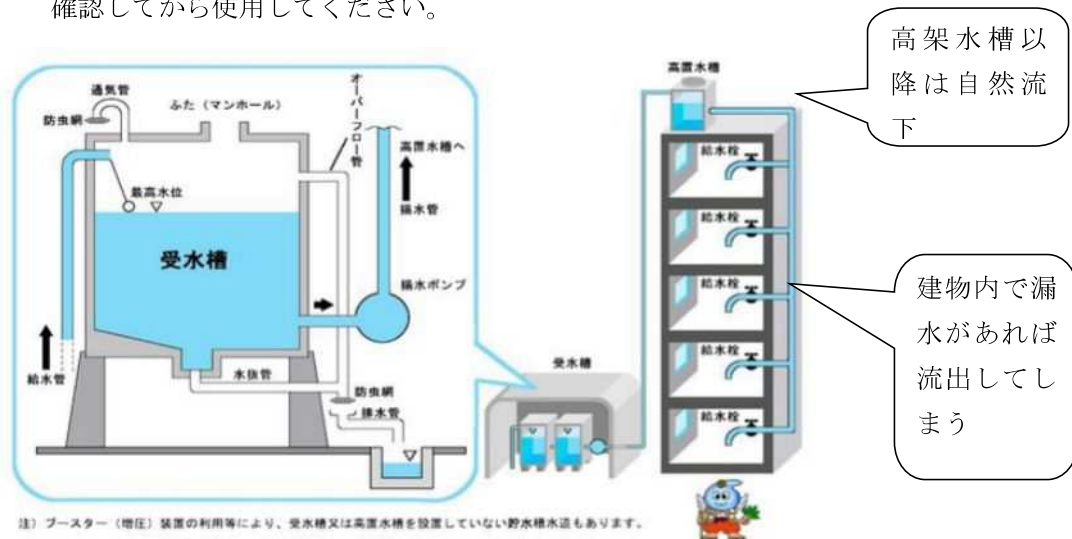 確認してから使用してください。
高架水槽以
降は自然流
下
高置水槽
通気管
ふた（マンホール）
オーバーフロー管
防虫網
高置水槽へ
給水栓
最高水位
揚水管
給水栓
受水槽
揚水ポンプ
給水栓
建物内で漏
水があれば
流出してし
まう
給水栓
受水槽
給水管
水抜管
防虫網
排水管
給水栓
注）ブースター（増圧）装置の利用等により、受水槽又は高置水槽を設置していない貯水槽水道もあります。